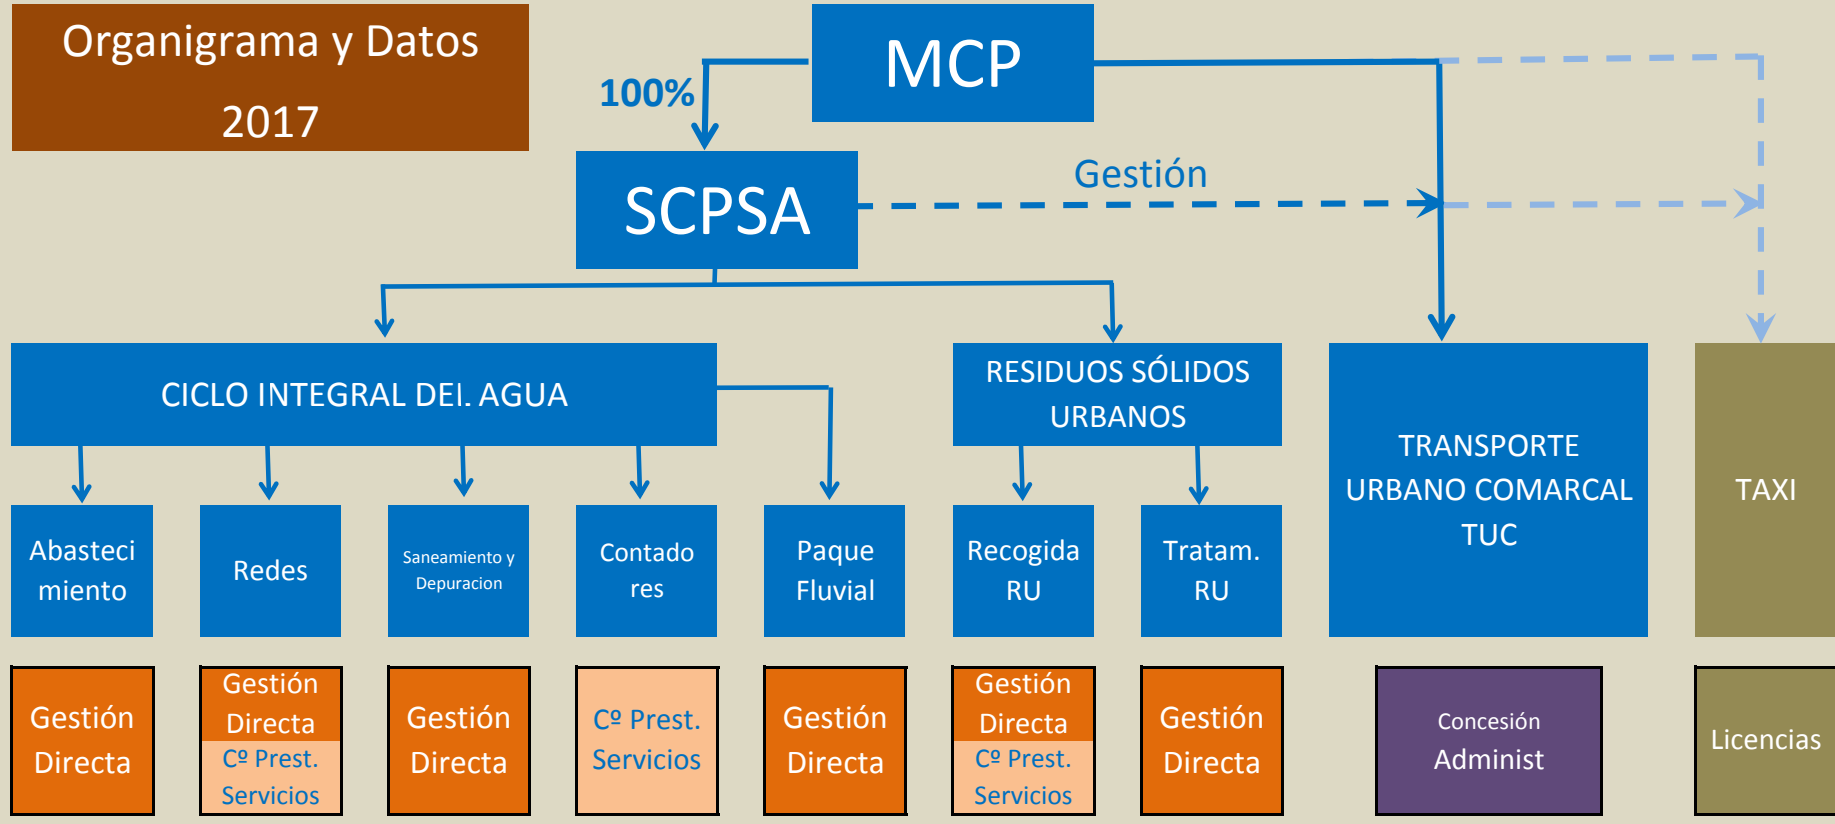 Organigrama y Datos
2017
MCP
100%
SCPSA
Gestión
CICLO INTEGRAL DEL AGUA
RESIDUOS SÓLIDOS
URBANOS
TRANSPORTE
URBANO COMARCAL
TUC
TAXI
Abasteci
miento
Redes
Saneamiento y
Depuracion
Contado
res
Paque
Fluvial
Recogida
RU
Tratam.
RU
Gestión
Directa
Gestión
Directa
Cº Prest.
Servicios
Gestión
Directa
Cº Prest.
Servicios
Gestión
Directa
Gestión
Directa
Cº Prest.
Servicios
Gestión
Directa
Concesión
Administ
Licencias